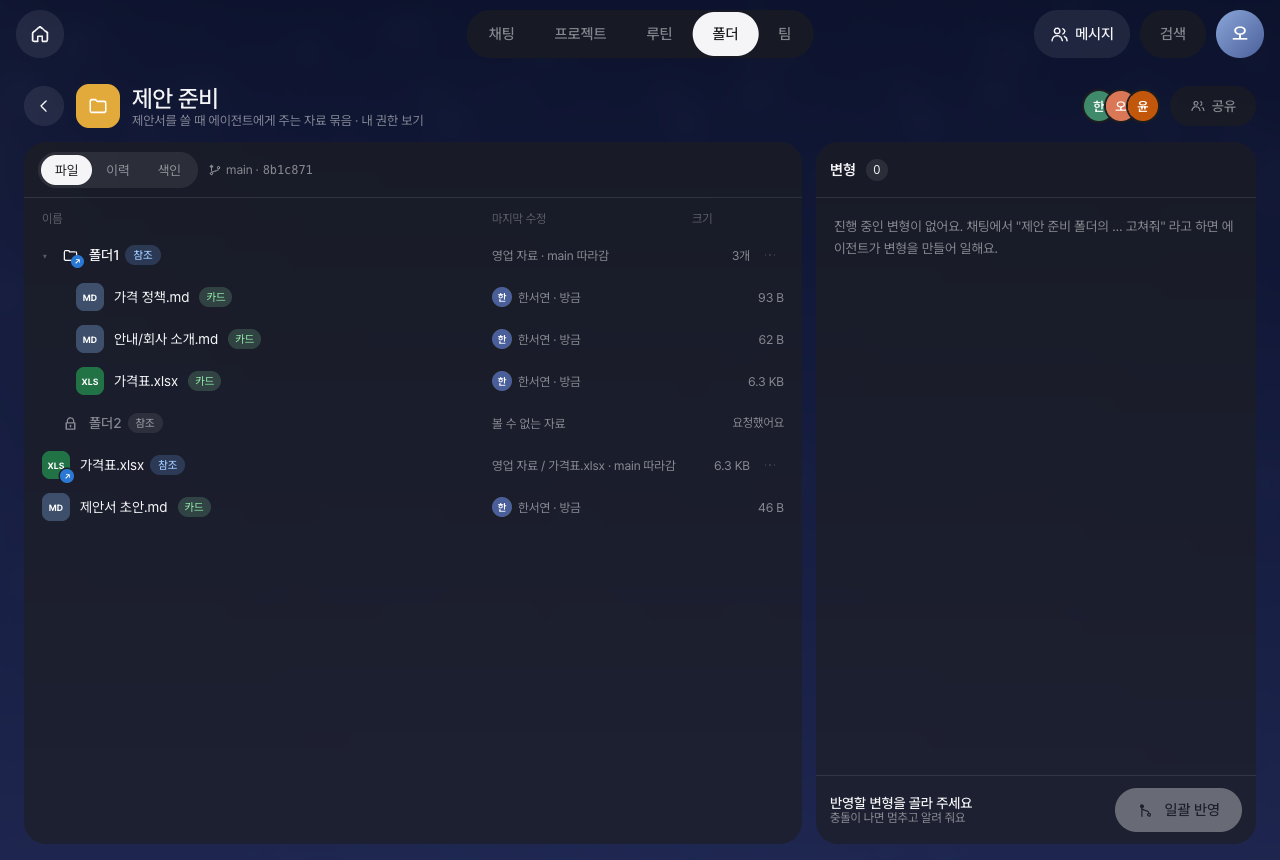 채팅 프로젝트 루틴 폴더 팀 메시지 검색 오
제안 준비
제안서를 쓸 때 에이전트에게 주는 자료 묶음 · 내 권한 보기
한 오 윤 공유
파일 이력 색인 main · 8b1c871
이름 마지막 수정 크기
폴더1 참조 영업 자료 · main 따라감 3개 ···
MD 가격 정책.md 카드 한 한서연 · 방금 93 B
MD 안내/회사 소개.md 카드 한 한서연 · 방금 62 B
XLS 가격표.xlsx 카드 한 한서연 · 방금 6.3 KB
폴더2 참조 볼 수 없는 자료 요청했어요
XLS 가격표.xlsx 참조 영업 자료 / 가격표.xlsx · main 따라감 6.3 KB ···
MD 제안서 초안.md 카드 한 한서연 · 방금 46 B
변형 0
진행 중인 변형이 없어요. 채팅에서 "제안 준비 폴더의 … 고쳐줘" 라고 하면 에
이전트가 변형을 만들어 일해요.
반영할 변형을 골라 주세요
충돌이 나면 멈추고 알려 줘요
일괄 반영